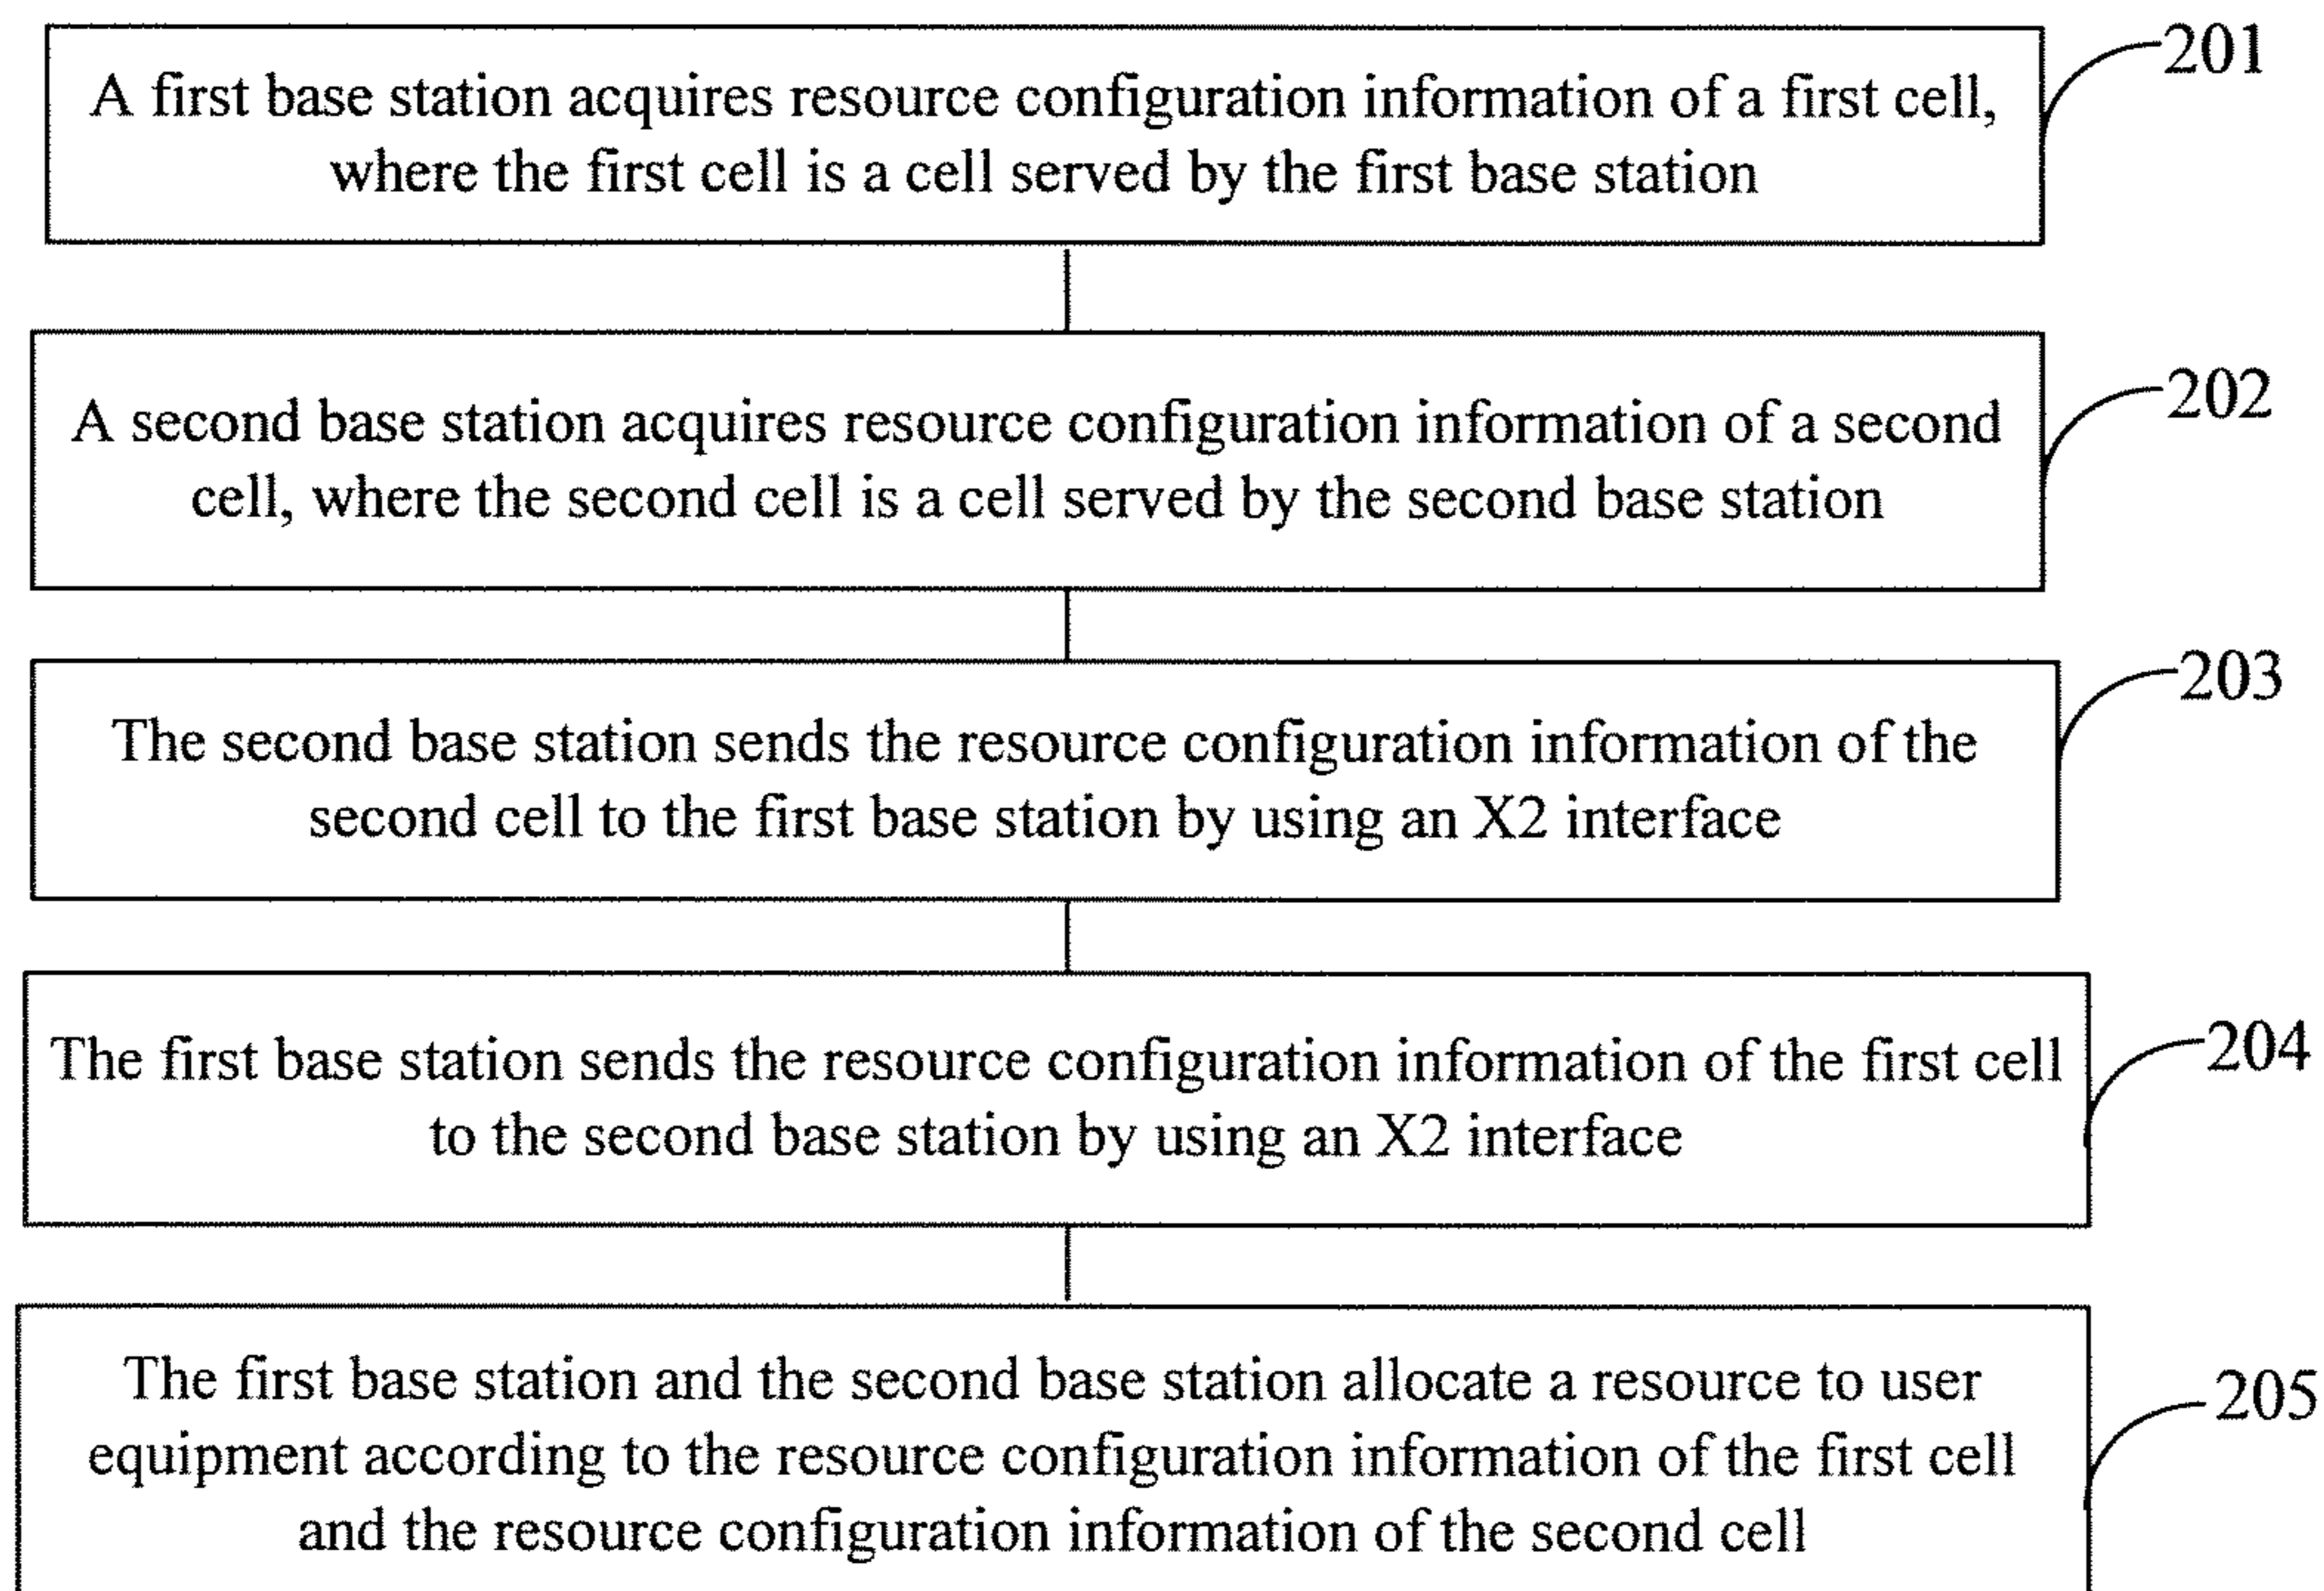 A first base station acquires resource configuration information of a first cell,
where the first cell is a cell served by the first base station
201
A second base station acquires resource configuration information of a second
cell, where the second cell is a cell served by the second base station
202
The second base station sends the resource configuration information of the
second cell to the first base station by using an X2 interface
203
The first base station sends the resource configuration information of the first cell
to the second base station by using an X2 interface
204
The first base station and the second base station allocate a resource to user
equipment according to the resource configuration information of the first cell
and the resource configuration information of the second cell
205